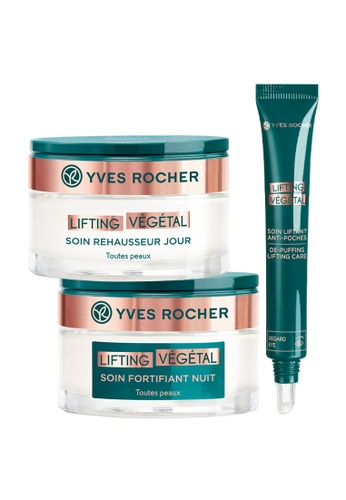 YVES ROCHER
LIFTING VÉGÉTAL
SOIN REHAUSSEUR JOUR
Toutes peaux
YVES ROCHER
LIFTING VÉGÉTAL
SOIN FORTIFIANT NUIT
Toutes peaux
YVES ROCHER
LIFTING
VÉGÉTAL
SOIN LIFTANT
ANTI-POCHES
DE-PUFFING
LIFTING CARE
REGARD
EYE